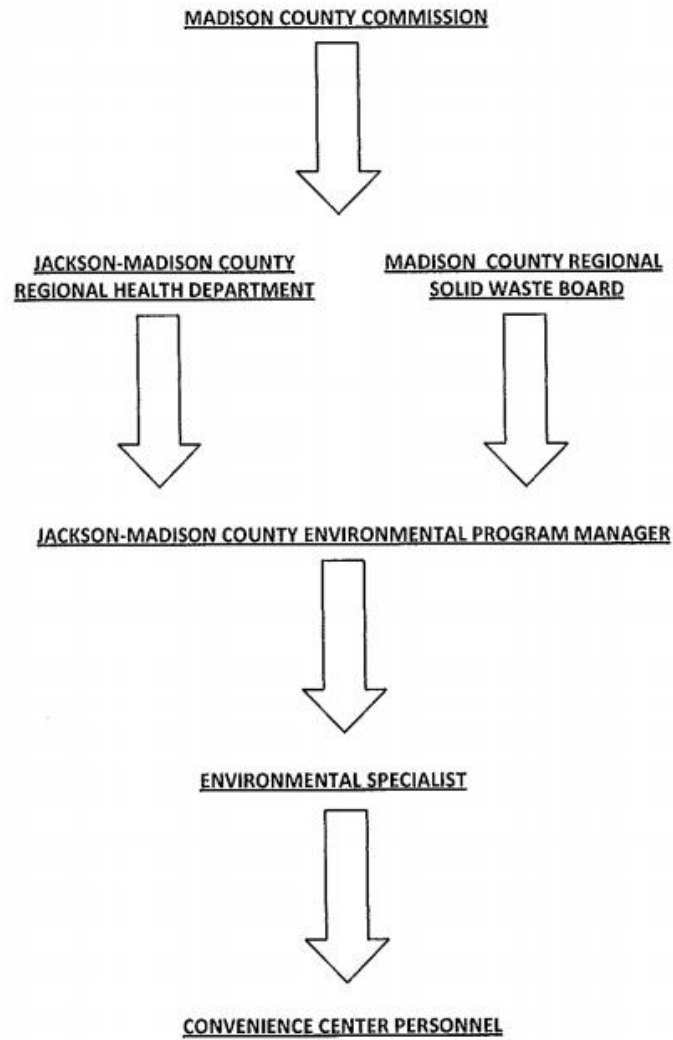 MADISON COUNTY COMMISSION
JACKSON-MADISON COUNTY
REGIONAL HEALTH DEPARTMENT
MADISON COUNTY REGIONAL
SOLID WASTE BOARD
JACKSON-MADISON COUNTY ENVIRONMENTAL PROGRAM MANAGER
ENVIRONMENTAL SPECIALIST
CONVENIENCE CENTER PERSONNEL